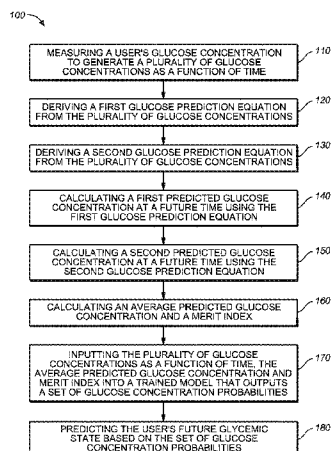 100
MEASURING A USER'S GLUCOSE CONCENTRATION
TO GENERATE A PLURALITY OF GLUCOSE
CONCENTRATIONS AS A FUNCTION OF TIME
110
DERIVING A FIRST GLUCOSE PREDICTION EQUATION
FROM THE PLURALITY OF GLUCOSE CONCENTRATIONS
120
DERIVING A SECOND GLUCOSE PREDICTION EQUATION
FROM THE PLURALITY OF GLUCOSE CONCENTRATIONS
130
CALCULATING A FIRST PREDICTED GLUCOSE
CONCENTRATION AT A FUTURE TIME USING THE
FIRST GLUCOSE PREDICTION EQUATION
140
CALCULATING A SECOND PREDICTED GLUCOSE
CONCENTRATION AT A FUTURE TIME USING THE
SECOND GLUCOSE PREDICTION EQUATION
150
CALCULATING AN AVERAGE PREDICTED GLUCOSE
CONCENTRATION AND A MERIT INDEX
160
INPUTTING THE PLURALITY OF GLUCOSE
CONCENTRATIONS AS A FUNCTION OF TIME, THE
AVERAGE PREDICTED GLUCOSE CONCENTRATION AND
MERIT INDEX INTO A TRAINED MODEL THAT OUTPUTS
A SET OF GLUCOSE CONCENTRATION PROBABILITIES
170
PREDICTING THE USER'S FUTURE GLYCEMIC
STATE BASED ON THE SET OF GLUCOSE
CONCENTRATION PROBABILITIES
180